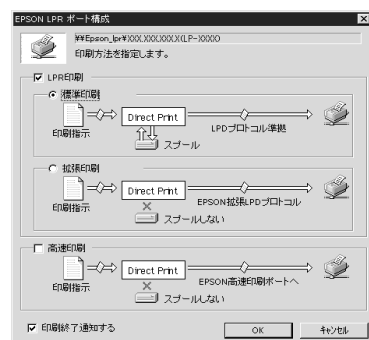 EPSON LPR ポート構成
¥¥Epson_lpr¥XXX.XXX.XXX.X(LP-XXXX)
印刷方法を指定します。
LPR印刷
標準印刷
印刷指示
Direct Print
スプール
LPDプロトコル準拠
拡張印刷
印刷指示
Direct Print
スプールしない
EPSON拡張LPDプロトコル
高速印刷
印刷指示
Direct Print
スプールしない
EPSON高速印刷ポートへ
印刷終了通知する
OK
キャンセル